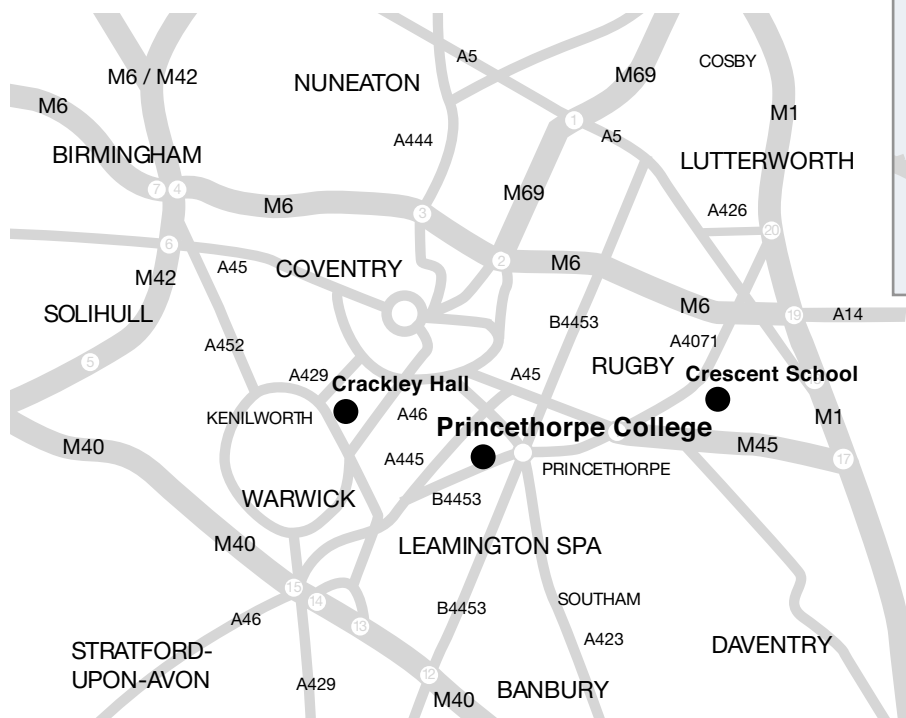 A5
COSBY
M6 / M42
NUNEATON
M69
M6
M1
A444
1
A5
BIRMINGHAM
LUTTERWORTH
7
4
M69
M6
3
A426
20
6
2
M6
A45
COVENTRY
M42
M6
SOLIHULL
19
A14
B4453
A4071
A452
5
RUGBY
A429
Crackley Hall
A45
Crescent School
KENILWORTH
A46
M1
Princethorpe College
M40
M45
A445
PRINCETHORPE
17
WARWICK
B4453
M40
LEAMINGTON SPA
15
14
B4453
SOUTHAM
A46
13
A423
STRATFORD-
UPON-AVON
DAVENTRY
A429
12
BANBURY
M40